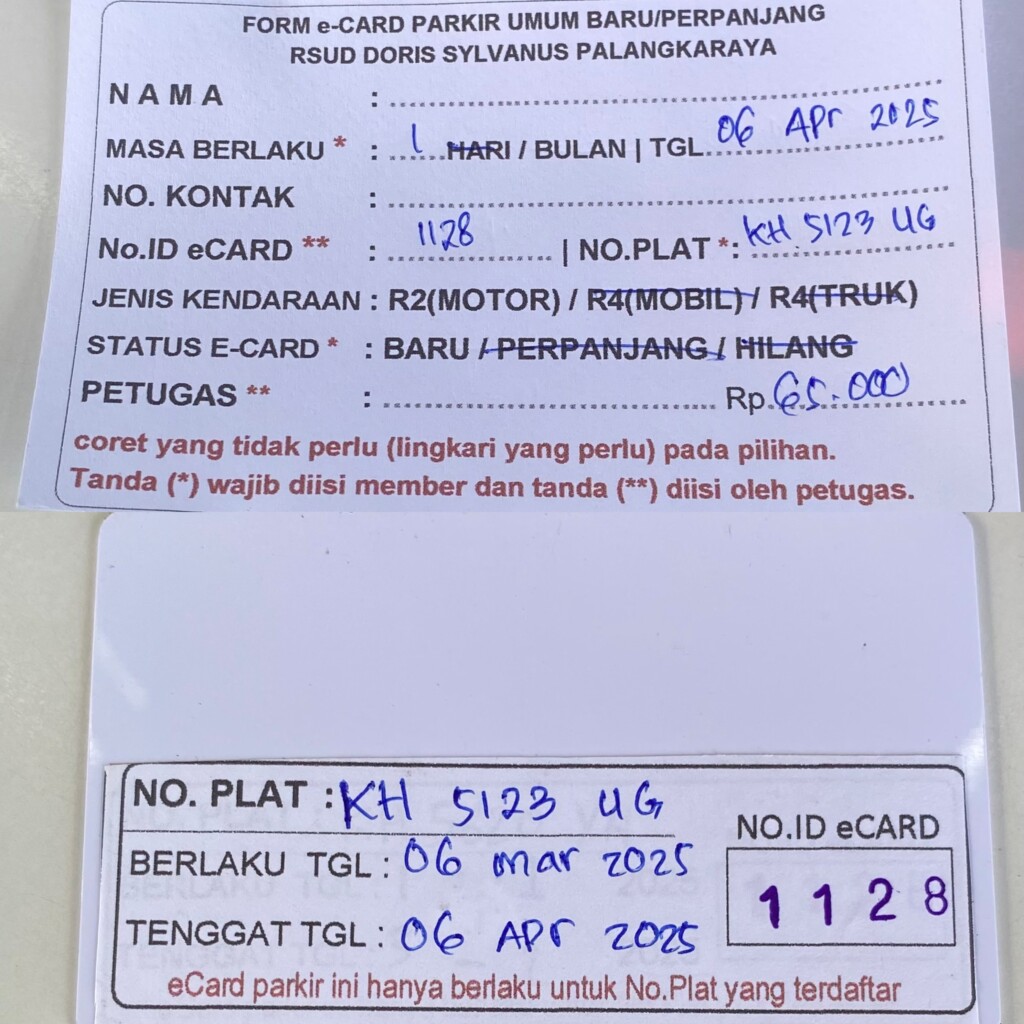 FORM e-CARD PARKIR UMUM BARU/PERPANJANG
RSUD DORIS SYLVANUS PALANGKARAYA
N A M A : ........................................
MASA BERLAKU * : 1 HARI / BULAN | TGL. 06 Apr 2025
NO. KONTAK : ........................................
No.ID eCARD ** : 1128 | NO.PLAT *: KH 5123 UG
JENIS KENDARAAN : R2(MOTOR) / R4(MOBIL) / R4(TRUK)
STATUS E-CARD * : BARU / PERPANJANG / HILANG
PETUGAS ** : ........................................ Rp. 65.000
coret yang tidak perlu (lingkari yang perlu) pada pilihan.
Tanda (*) wajib diisi member dan tanda (**) diisi oleh petugas.
NO. PLAT : KH 5123 UG
BERLAKU TGL : 06 mar 2025
TENGGAT TGL : 06 APr 2025
NO.ID eCARD
1128
eCard parkir ini hanya berlaku untuk No.Plat yang terdaftar